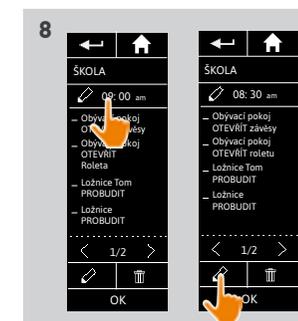 8
ŠKOLA
09: 00 am
– Obývací pokoj
OTEVŘÍT závěsy
– Obývací pokoj
OTEVŘÍT
Roleta
– Ložnice Tom
PROBUDIT
– Ložnice
PROBUDIT
1/2
OK
ŠKOLA
08: 30 am
– Obývací pokoj
OTEVŘÍT závěsy
– Obývací pokoj
OTEVŘÍT roletu
– Ložnice Tom
PROBUDIT
– Ložnice
PROBUDIT
1/2
OK